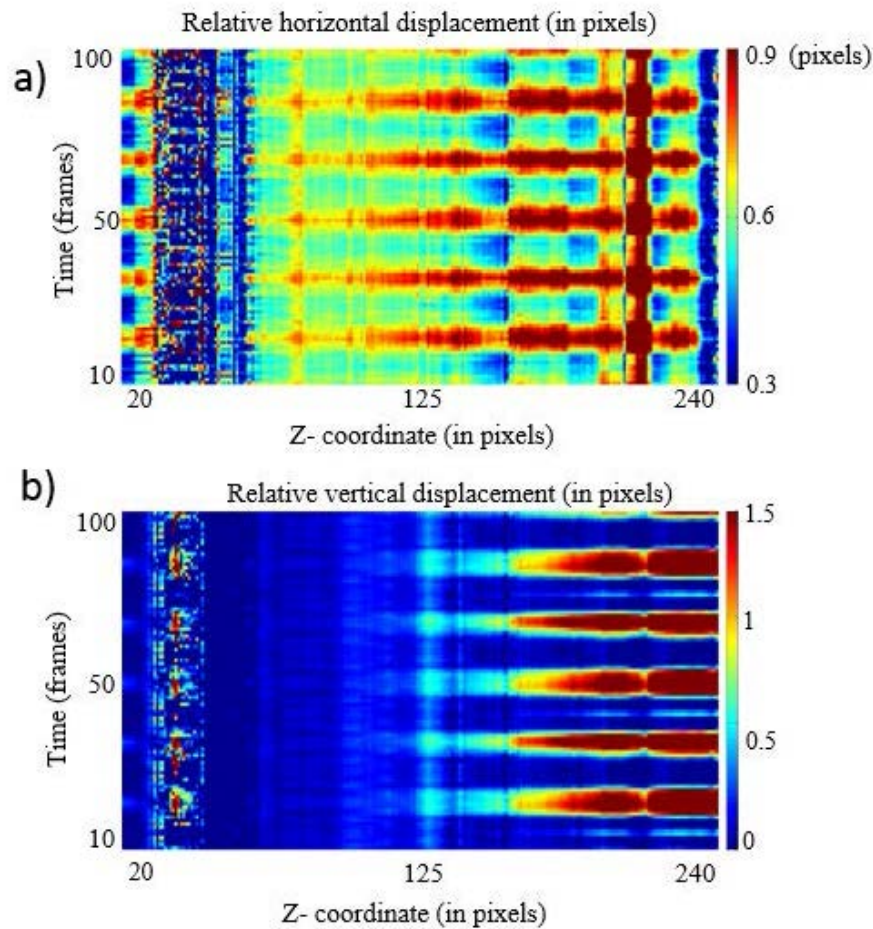 Relative horizontal displacement (in pixels)
a)
100
50
10
Time (frames)
20
125
240
Z- coordinate (in pixels)
0.9 (pixels)
0.6
0.3
b)
Relative vertical displacement (in pixels)
100
50
10
Time (frames)
20
125
240
Z- coordinate (in pixels)
1.5
1
0.5
0